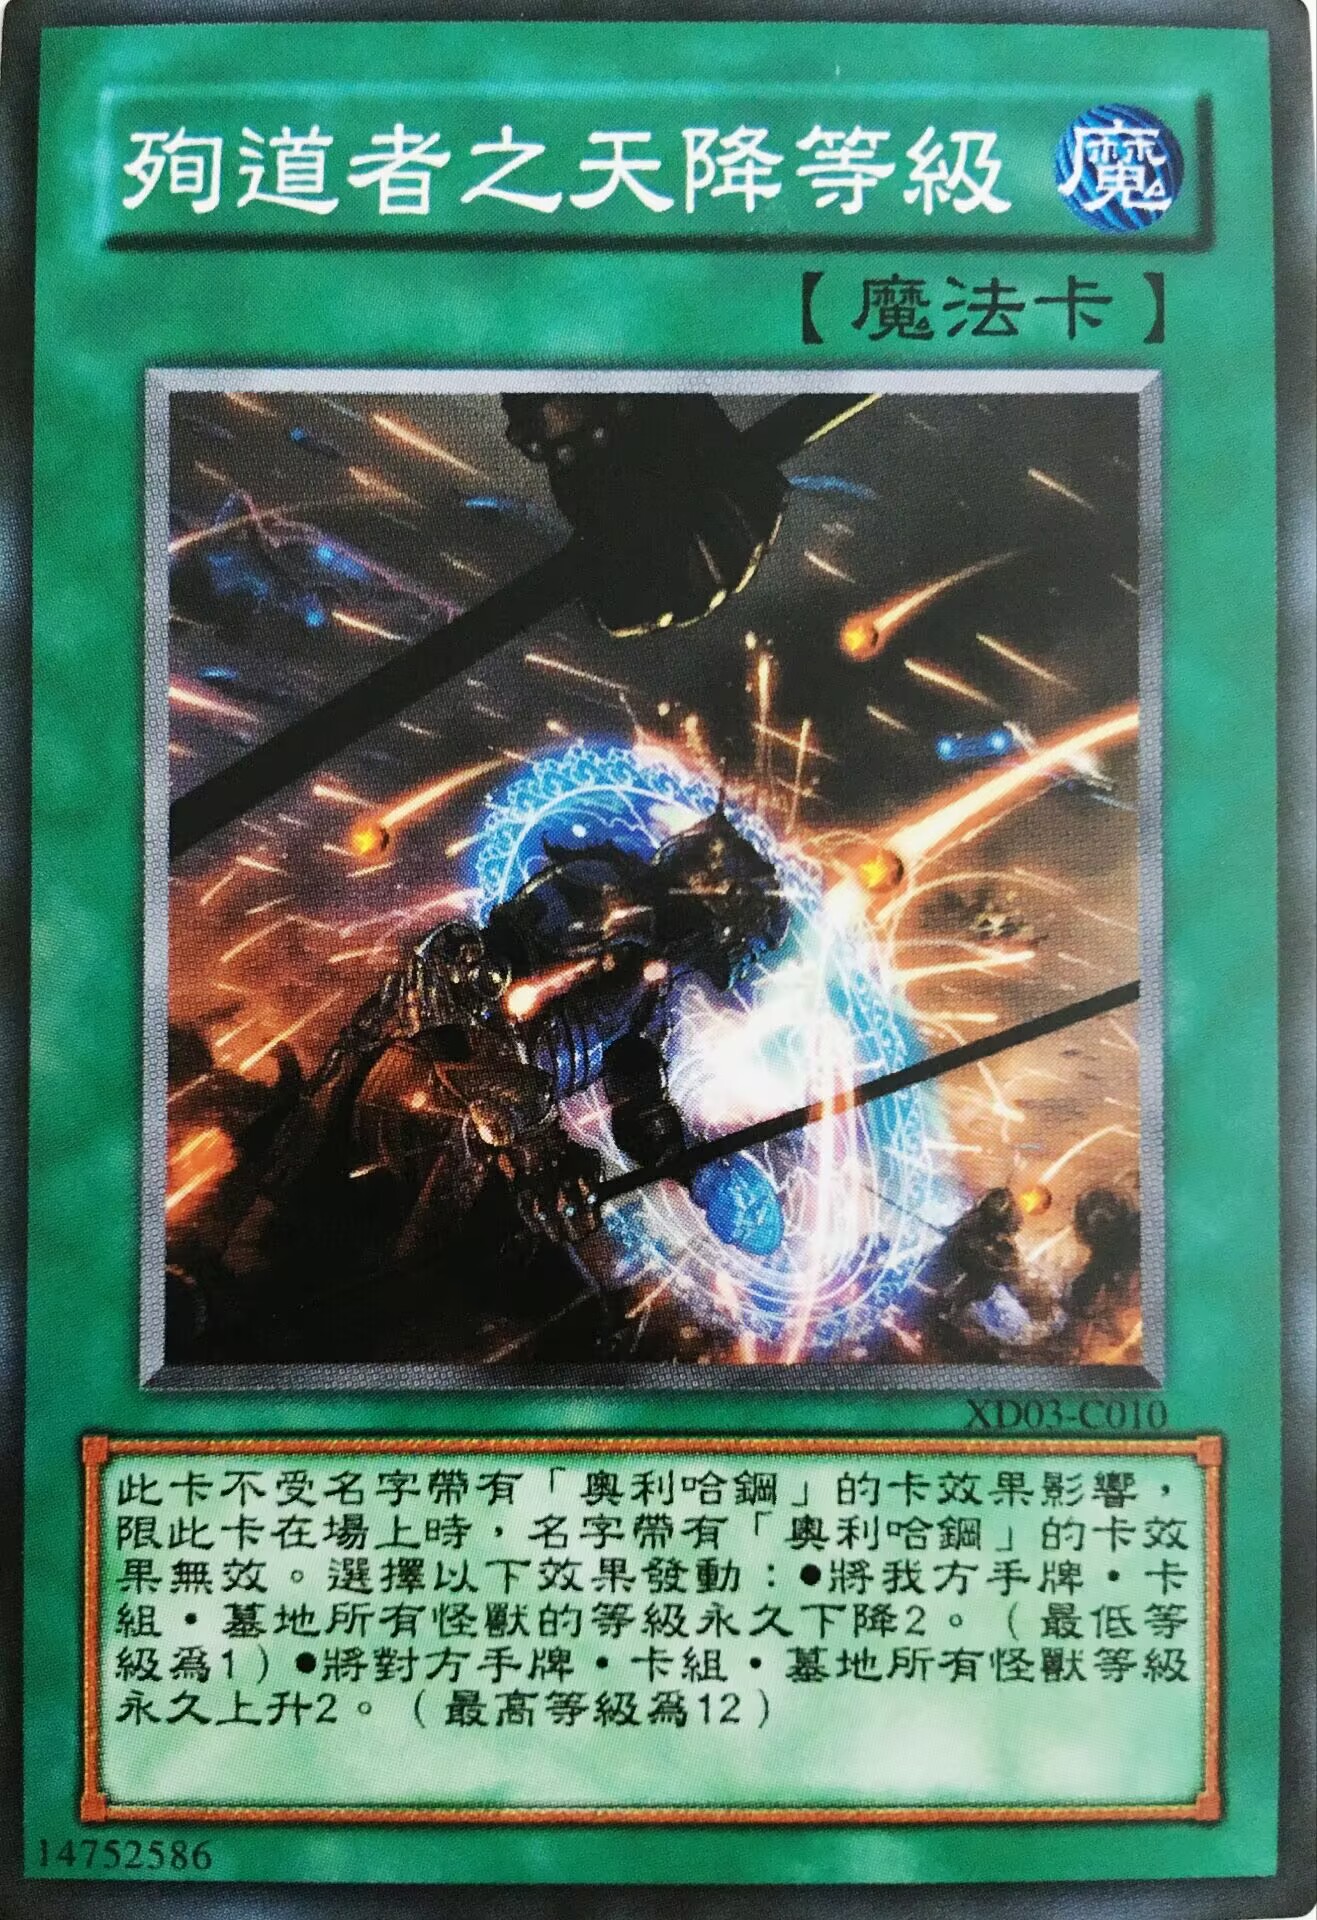 殉道者之天降等級 魔
【魔法卡】
XD03-C010
此卡不受名字帶有「奧利哈鋼」的卡效果影響，
限此卡在場上時，名字帶有「奧利哈鋼」的卡效
果無效。選擇以下效果發動：●將我方手牌・卡
組・墓地所有怪獸的等級永久下降2。（最低等
級為1）●將對方手牌・卡組・墓地所有怪獸等級
永久上升2。（最高等級為12）
14752586